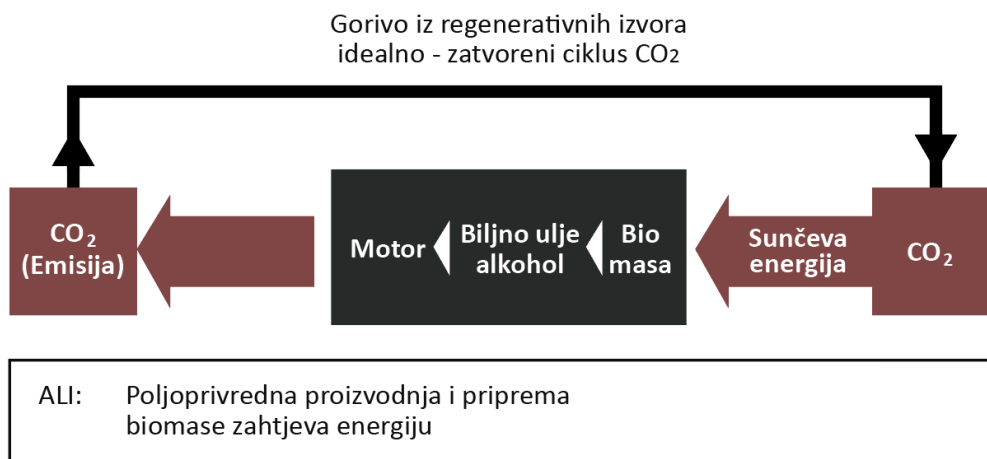 Gorivo iz regenerativnih izvora
idealno - zatvoreni ciklus CO₂
CO₂
(Emisija)
Motor
Biljno ulje
alkohol
Bio
masa
Sunčeva
energija
CO₂
ALI: Poljoprivredna proizvodnja i priprema
biomase zahtjeva energiju